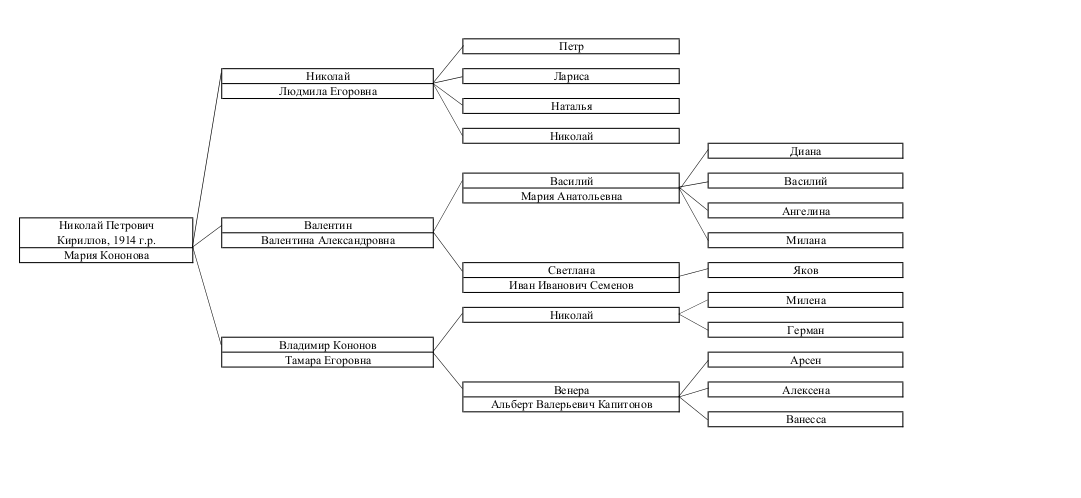 Николай Петрович
Кириллов, 1914 г.р.
Мария Кононова
Николай
Людмила Егоровна
Валентин
Валентина Александровна
Владимир Кононов
Тамара Егоровна
Петр
Лариса
Наталья
Николай
Василий
Мария Анатольевна
Светлана
Иван Иванович Семенов
Николай
Венера
Альберт Валерьевич Капитонов
Диана
Василий
Ангелина
Милана
Яков
Милена
Герман
Арсен
Алексена
Ванесса